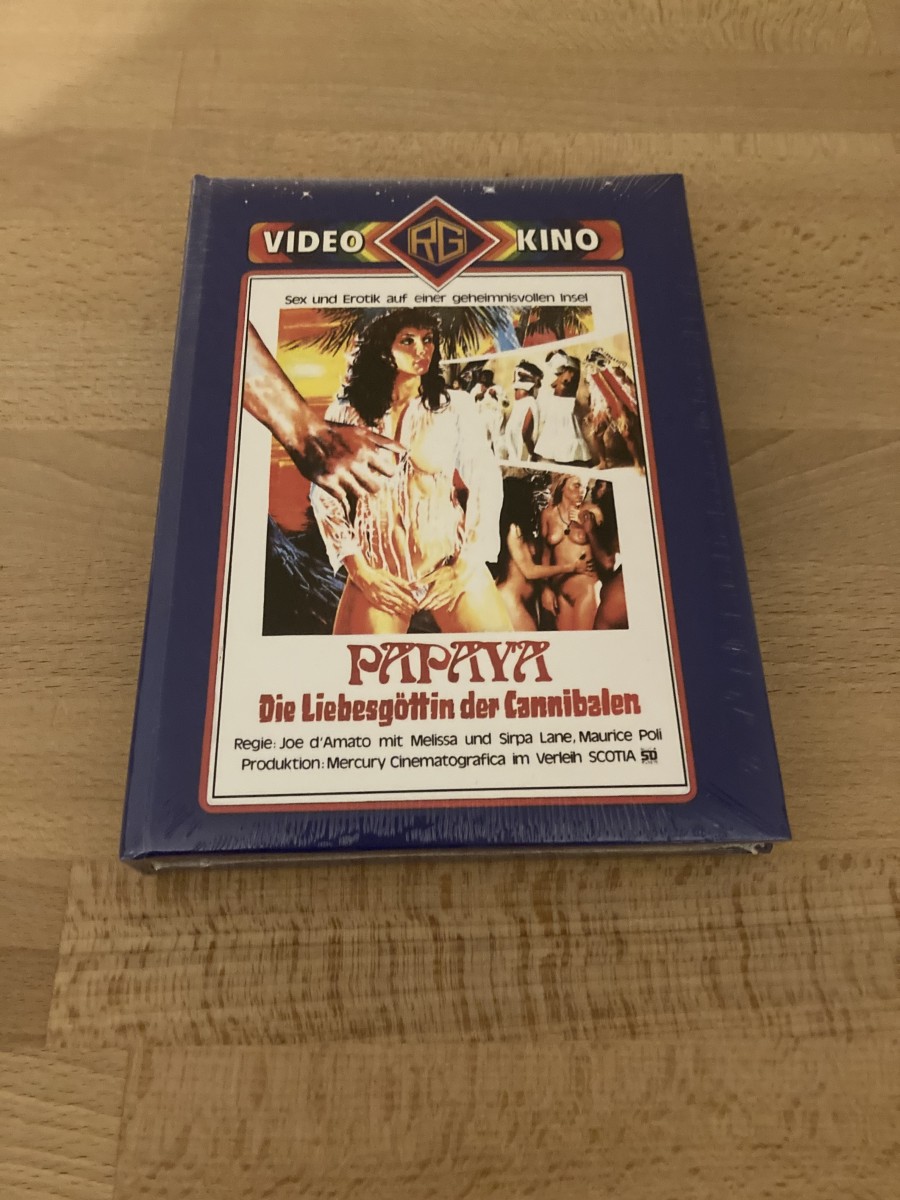 VIDEO RG KINO
Sex und Erotik auf einer geheimnisvollen Insel
PAPAYA
Die Liebesgöttin der Cannibalen
Regie: Joe d'Amato mit Melissa und Sirpa Lane, Maurice Poli
Produktion: Mercury Cinematografica im Verleih SCOTIA